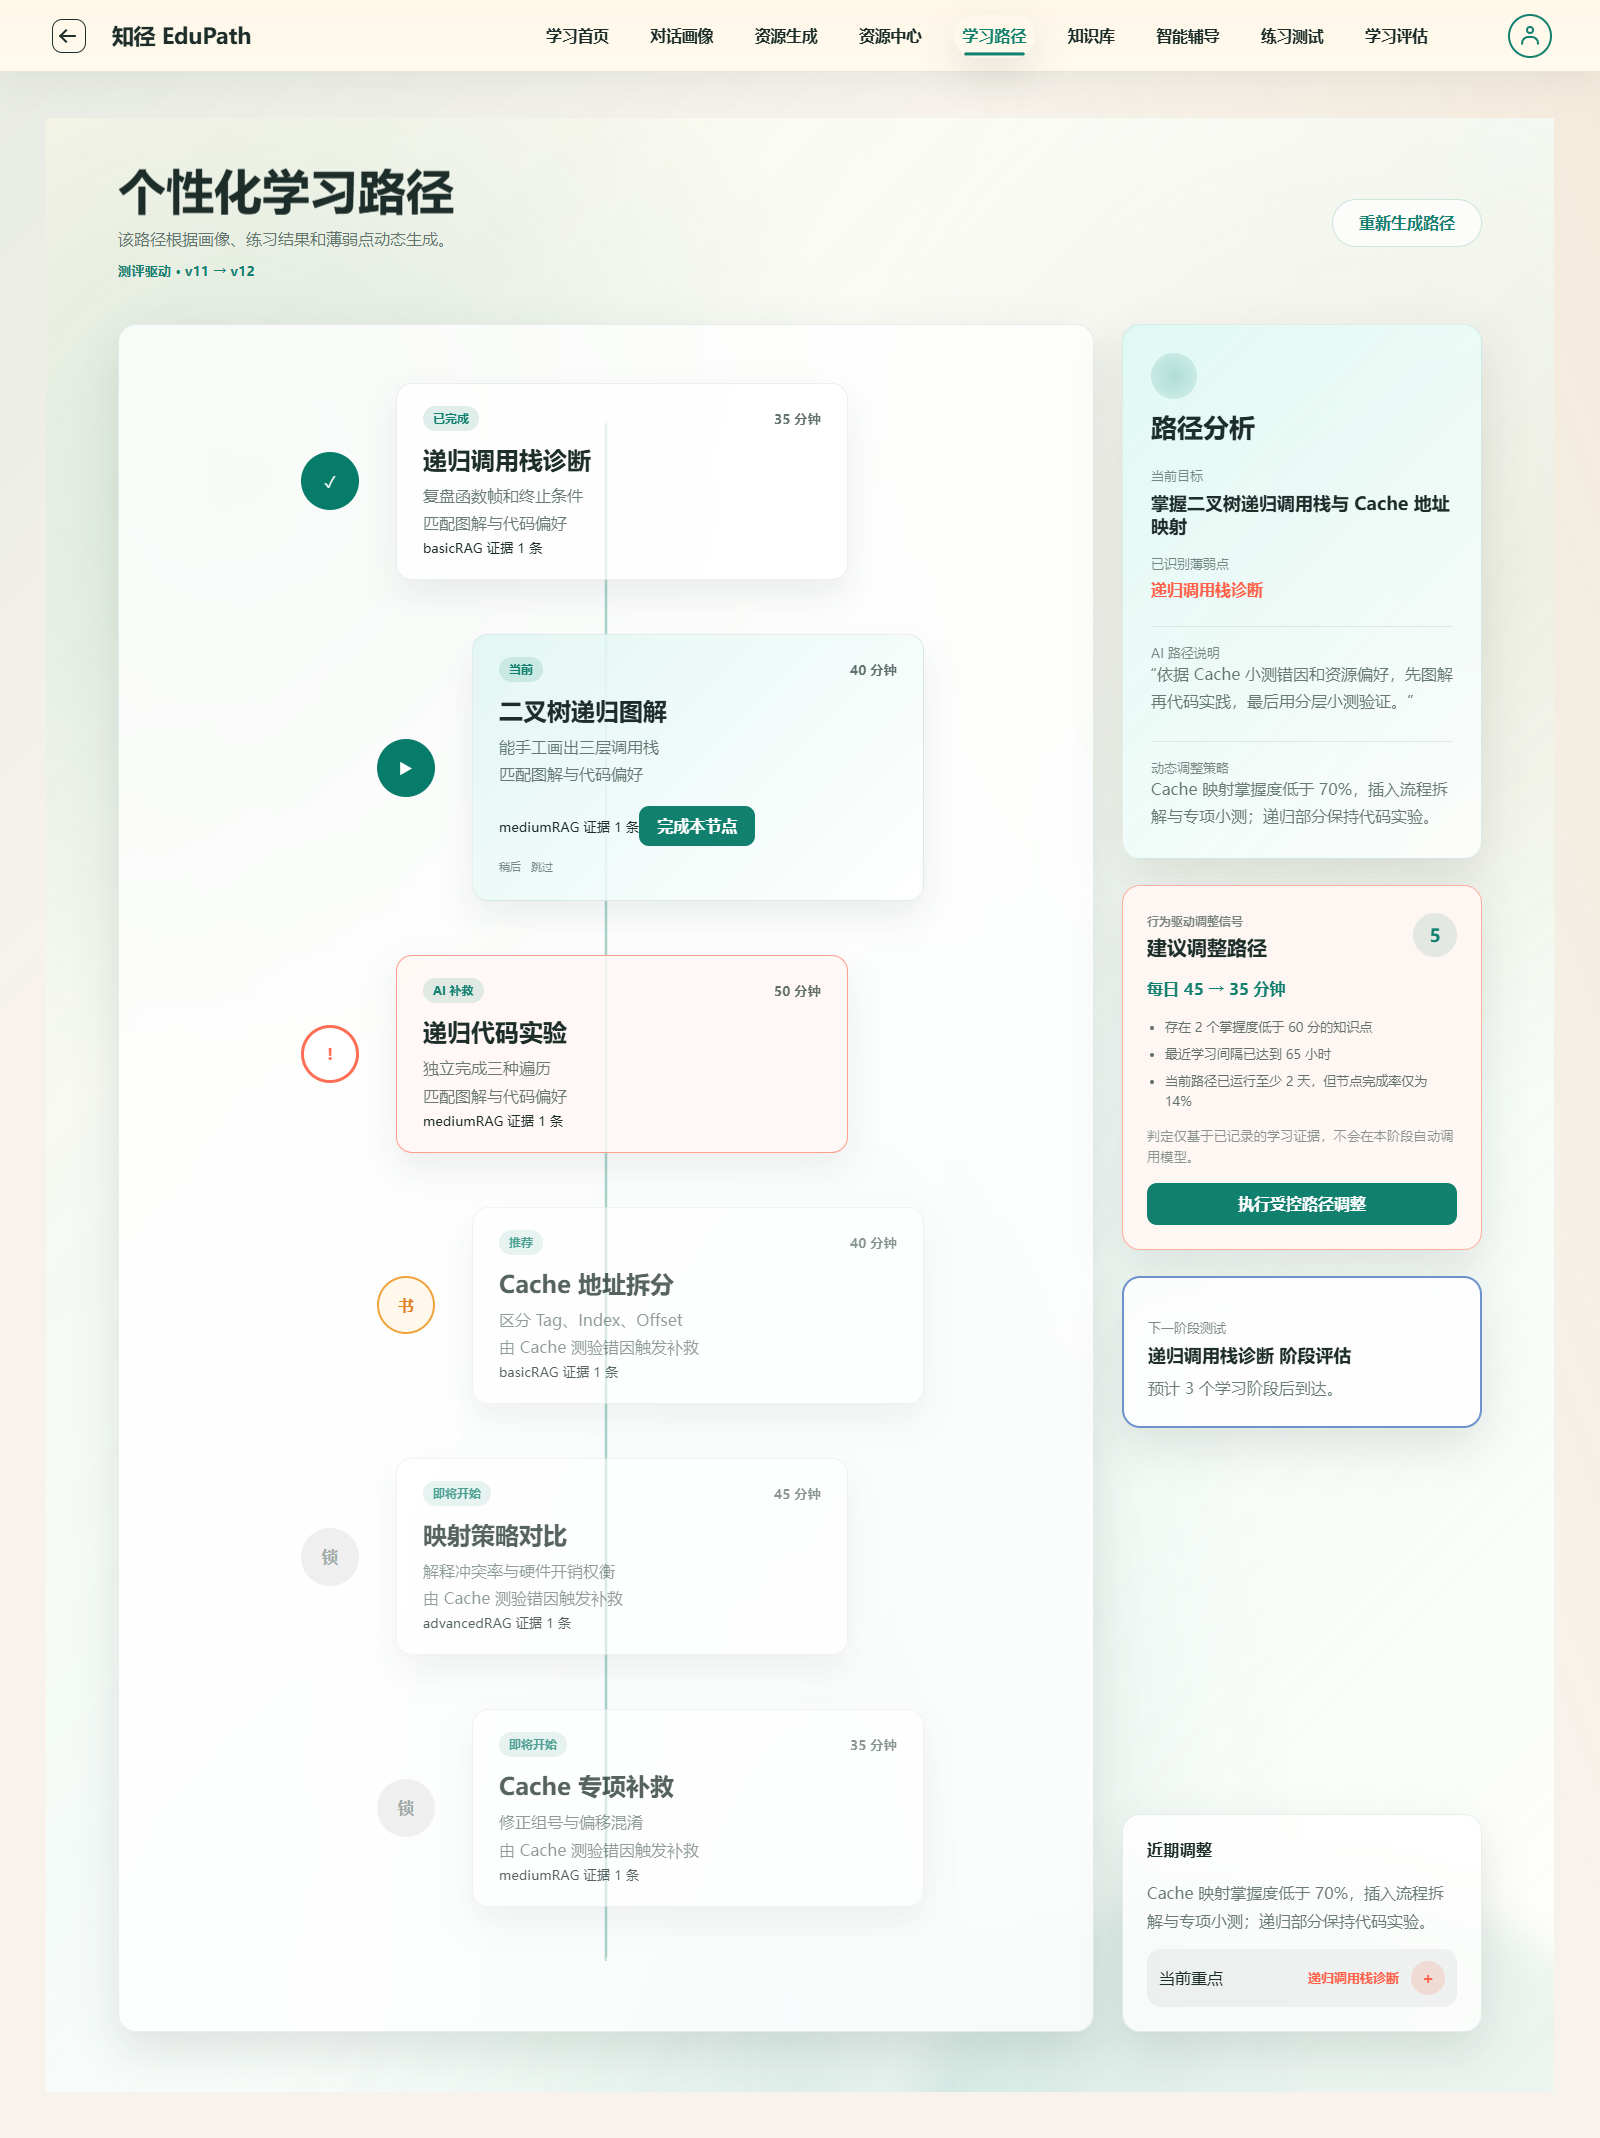 知径 EduPath
学习首页
对话画像
资源生成
资源中心
学习路径
知识库
智能辅导
练习测试
学习评估
个性化学习路径
该路径根据画像、练习结果和薄弱点动态生成。
测评驱动 • v11 → v12
重新生成路径
已完成
35 分钟
递归调用栈诊断
复盘函数帧和终止条件
匹配图解与代码偏好
basicRAG 证据 1 条
✓
当前
40 分钟
二叉树递归图解
能手工画出三层调用栈
匹配图解与代码偏好
mediumRAG 证据 1 条
完成本节点
稍后 跳过
AI 补救
50 分钟
递归代码实验
独立完成三种遍历
匹配图解与代码偏好
mediumRAG 证据 1 条
!
推荐
40 分钟
Cache 地址拆分
区分 Tag、Index、Offset
由 Cache 测验错因触发补救
basicRAG 证据 1 条
书
即将开始
45 分钟
映射策略对比
解释冲突率与硬件开销权衡
由 Cache 测验错因触发补救
advancedRAG 证据 1 条
锁
即将开始
35 分钟
Cache 专项补救
修正组号与偏移混淆
由 Cache 测验错因触发补救
mediumRAG 证据 1 条
锁
路径分析
当前目标
掌握二叉树递归调用栈与 Cache 地址
映射
已识别薄弱点
递归调用栈诊断
AI 路径说明
“依据 Cache 小测错因和资源偏好，先图解
再代码实践，最后用分层小测验证。”
动态调整策略
Cache 映射掌握度低于 70%，插入流程拆
解与专项小测；递归部分保持代码实验。
行为驱动调整信号
建议调整路径
5
每日 45 → 35 分钟
• 存在 2 个掌握度低于 60 分的知识点
• 最近学习间隔已达到 65 小时
• 当前路径已运行至少 2 天，但节点完成率仅为
14%
判定仅基于已记录的学习证据，不会在本阶段自动调
用模型。
执行受控路径调整
下一阶段测试
递归调用栈诊断 阶段评估
预计 3 个学习阶段后到达。
近期调整
Cache 映射掌握度低于 70%，插入流程拆
解与专项小测；递归部分保持代码实验。
当前重点
递归调用栈诊断
+